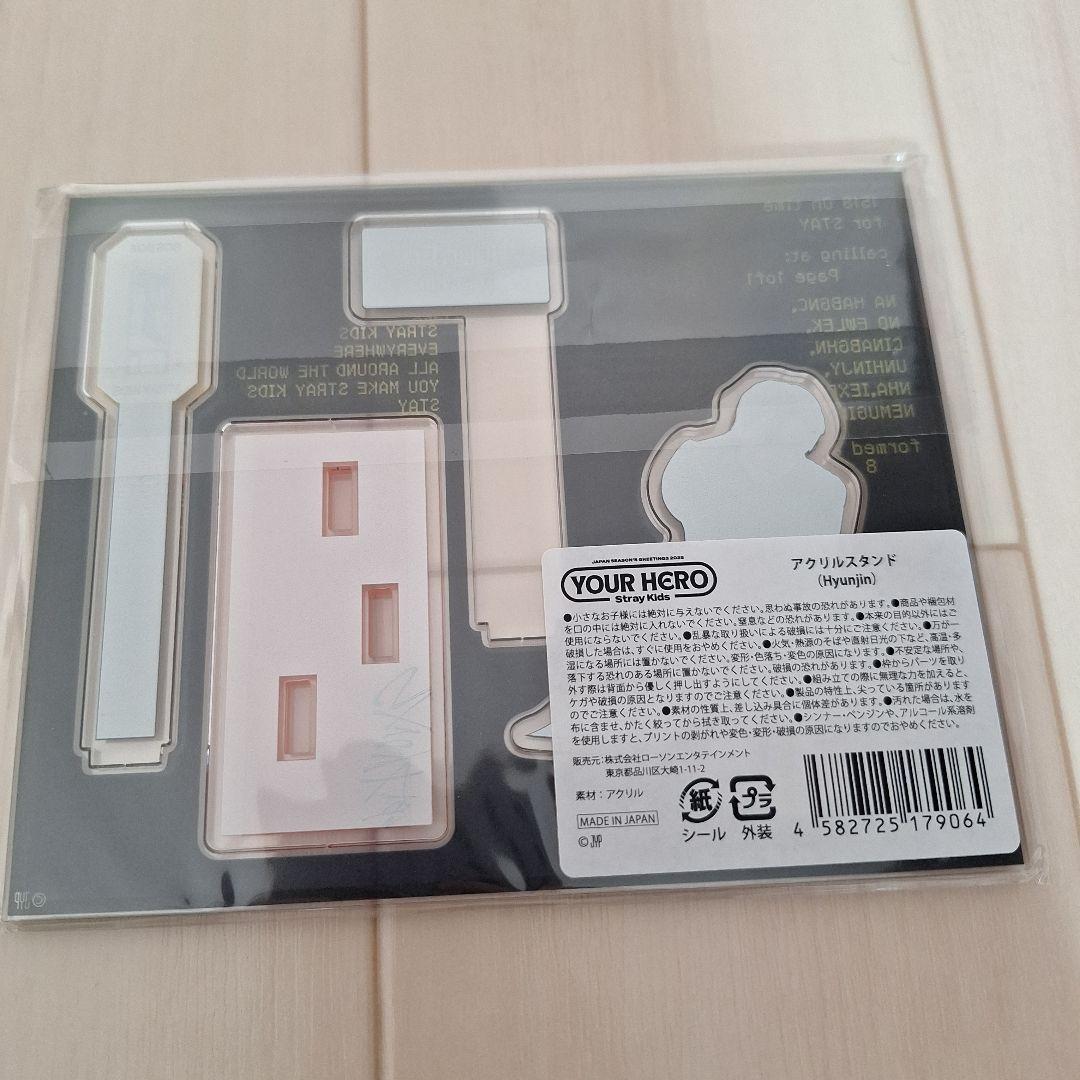 ISIS on time
for STAY
calling at:
Page 1of1
NA HABGNC,
NO EWLEK,
CINABGHN,
UNHINJY,
NHA,IEX
NEMUGI
formed
8
STRAY KIDS
EVERYWHERE
ALL AROUND THE WORLD
YOU MAKE STRAY KIDS
STAY
JAPAN SEASON'S GREETINGS 2025
YOUR HERO
Stray Kids
アクリルスタンド
(Hyunjin)
●小さなお子様には絶対に与えないでください。思わぬ事故の恐れがあります。●商品や梱包材
を口の中には絶対に入れないでください。窒息などの恐れがあります。●本来の目的以外にはご
使用にならないでください。●乱暴な取り扱いによる破損には十分にご注意ください。●万が一
破損した場合は、すぐに使用をおやめください。●火気・熱源のそばや直射日光の下など、高温・多
湿になる場所には置かないでください。変形・色落ち・変色の原因になります。●不安定な場所や、
落下する恐れのある場所に置かないでください。破損の恐れがあります。●枠からパーツを取り
外す際は背面から優しく押し出すようにしてください。●組み立ての際に無理な力を加えると、
ケガや破損の原因となりますのでご注意ください。●製品の特性上、尖っている箇所があります
のでご注意ください。●素材の性質上、差し込み具合に個体差があります。●汚れた場合は、水を
布に含ませ、かたく絞ってから拭き取ってください。●シンナー・ベンジンや、アルコール系溶剤
を使用しますと、プリントの剥がれや変色・変形・破損の原因になりますのでおやめください。
販売元:株式会社ローソンエンタテインメント
東京都品川区大崎1-11-2
素材:アクリル
MADE IN JAPAN
© JYP
紙
シール
プラ
外装
4 582725 179064
© JYP